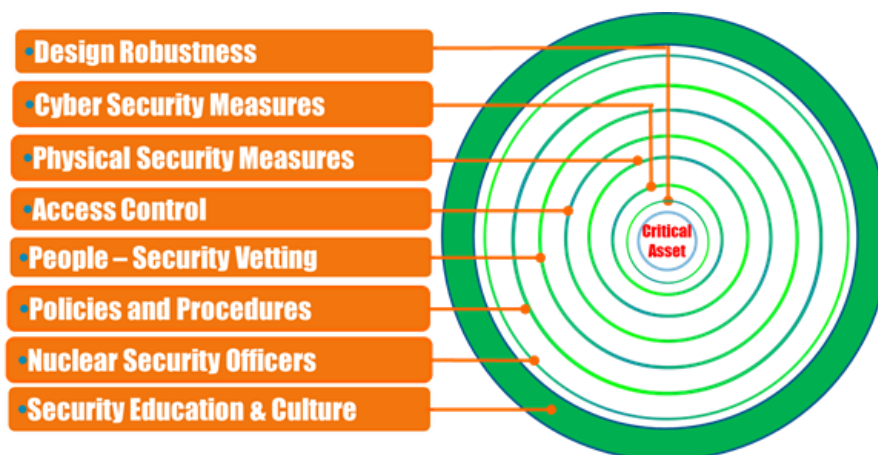 •Design Robustness
•Cyber Security Measures
•Physical Security Measures
•Access Control
•People – Security Vetting
•Policies and Procedures
•Nuclear Security Officers
•Security Education & Culture
Critical
Asset